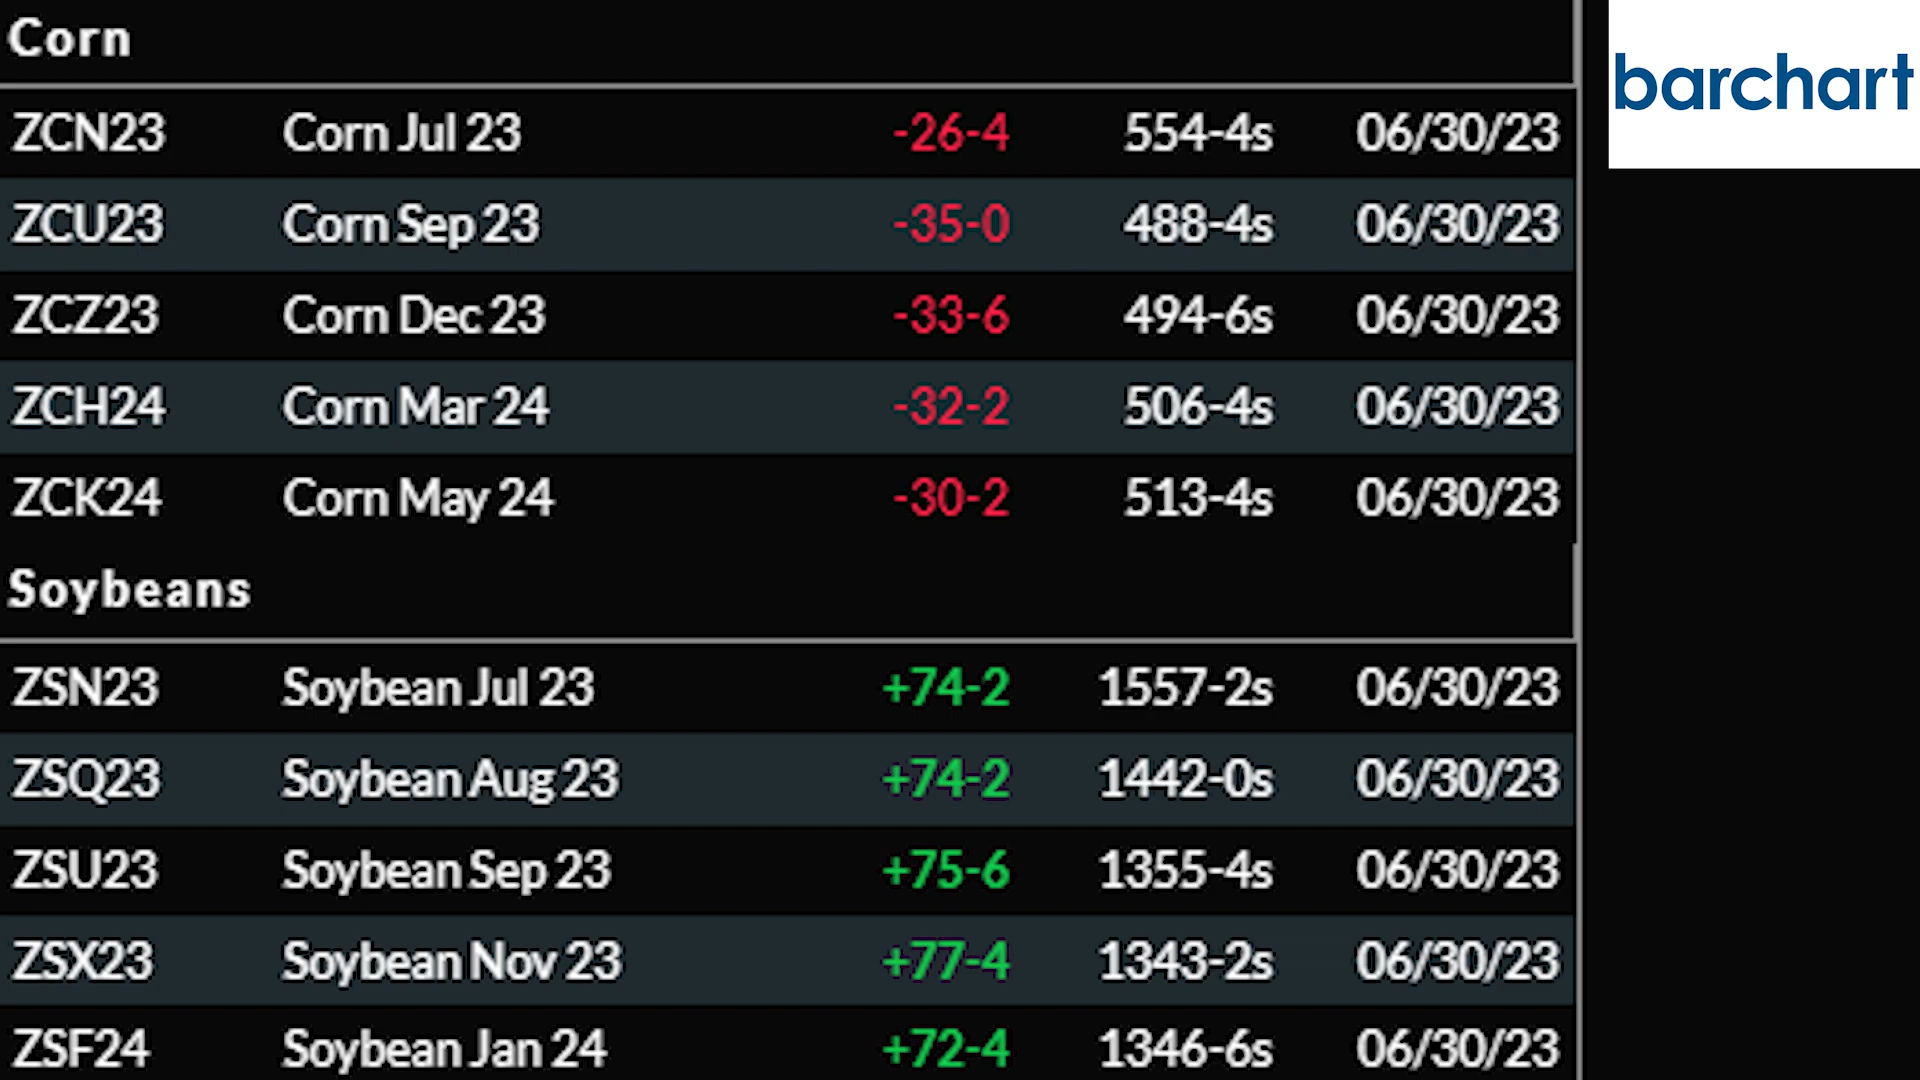 Corn
barchart
ZCN23 Corn Jul 23 -26-4 554-4s 06/30/23
ZCU23 Corn Sep 23 -35-0 488-4s 06/30/23
ZCZ23 Corn Dec 23 -33-6 494-6s 06/30/23
ZCH24 Corn Mar 24 -32-2 506-4s 06/30/23
ZCK24 Corn May 24 -30-2 513-4s 06/30/23
Soybeans
ZSN23 Soybean Jul 23 +74-2 1557-2s 06/30/23
ZSQ23 Soybean Aug 23 +74-2 1442-0s 06/30/23
ZSU23 Soybean Sep 23 +75-6 1355-4s 06/30/23
ZSX23 Soybean Nov 23 +77-4 1343-2s 06/30/23
ZSF24 Soybean Jan 24 +72-4 1346-6s 06/30/23